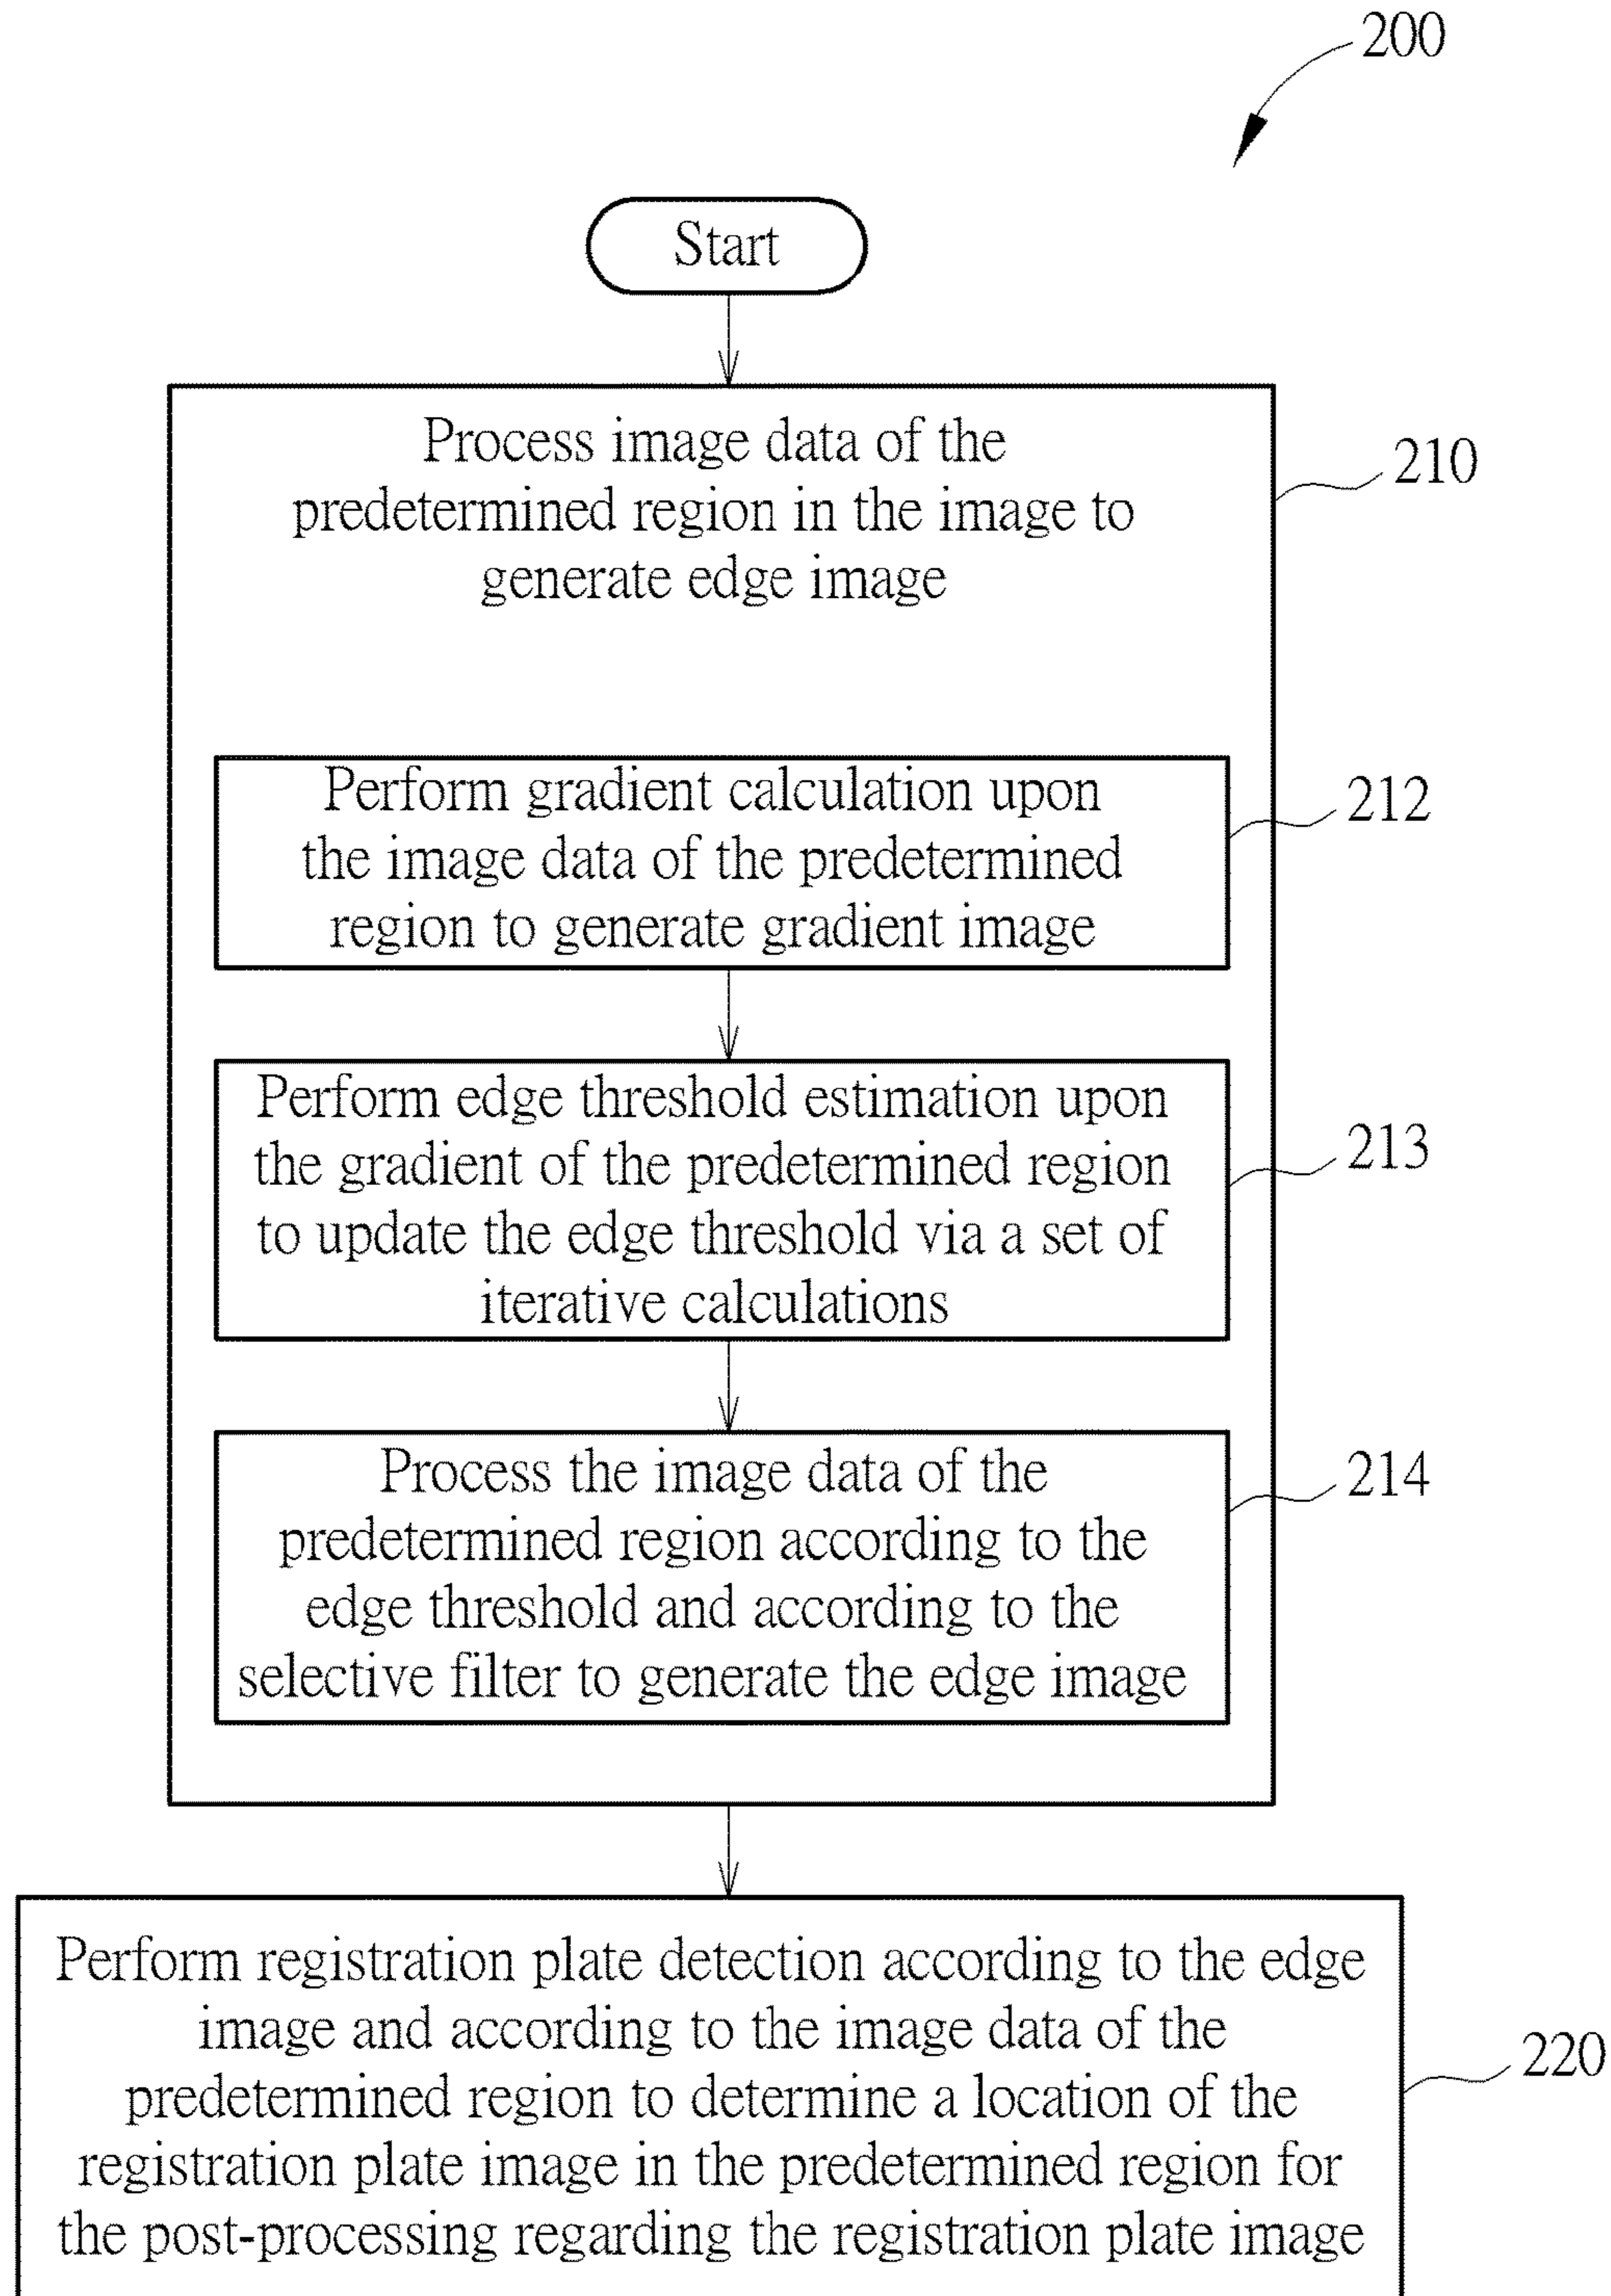 200
Start
Process image data of the
predetermined region in the image to
generate edge image
210
Perform gradient calculation upon
the image data of the predetermined
region to generate gradient image
212
Perform edge threshold estimation upon
the gradient of the predetermined region
to update the edge threshold via a set of
iterative calculations
213
Process the image data of the
predetermined region according to the
edge threshold and according to the
selective filter to generate the edge image
214
Perform registration plate detection according to the edge
image and according to the image data of the
predetermined region to determine a location of the
registration plate image in the predetermined region for
the post-processing regarding the registration plate image
220